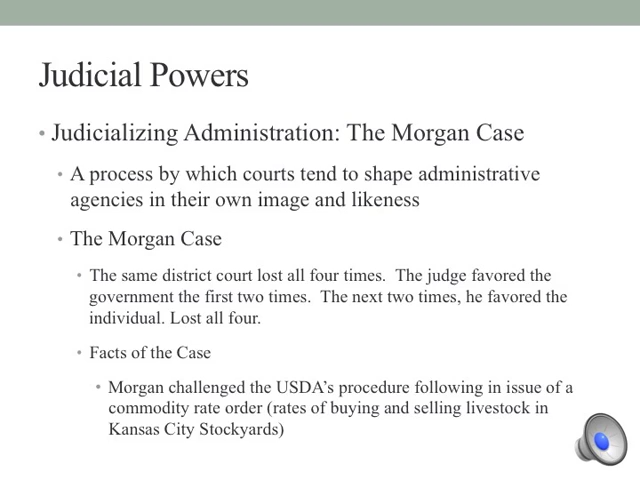 Judicial Powers
• Judicializing Administration: The Morgan Case
• A process by which courts tend to shape administrative
agencies in their own image and likeness
• The Morgan Case
• The same district court lost all four times.  The judge favored the
government the first two times.  The next two times, he favored the
individual. Lost all four.
• Facts of the Case
• Morgan challenged the USDA’s procedure following in issue of a
commodity rate order (rates of buying and selling livestock in
Kansas City Stockyards)